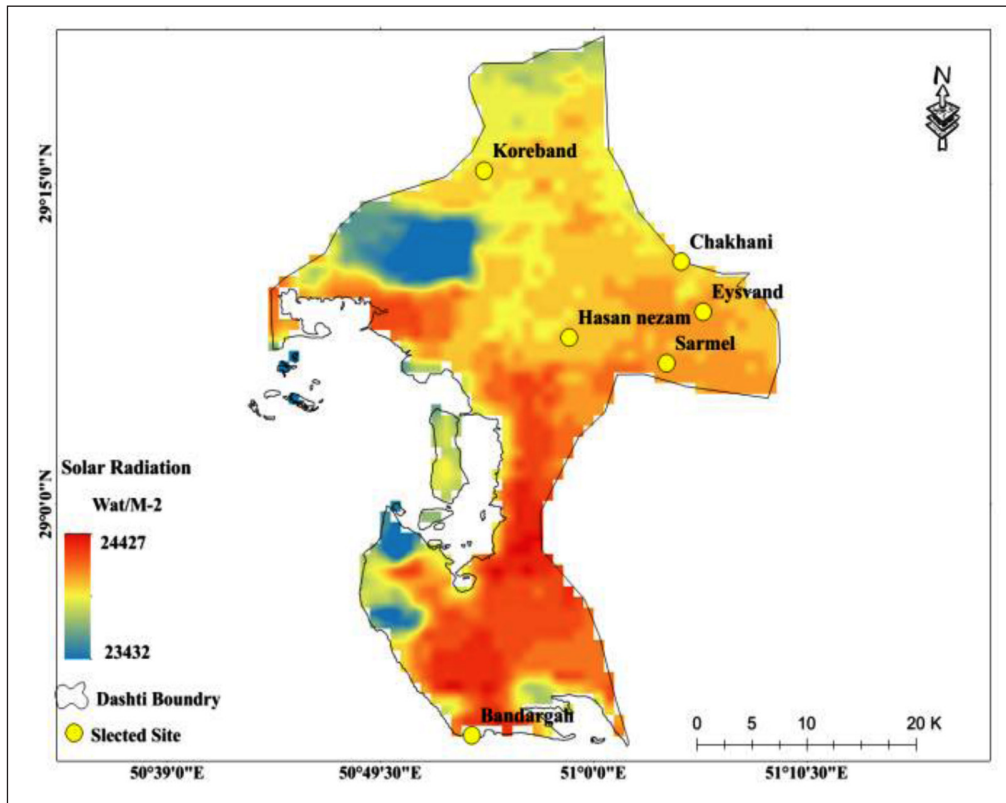 N
Koreband
29°15'0"N
Chakhani
Eysvand
Hasan nezam
Sarmel
Solar Radiation
Wat/M-2
29°0'0"N
24427
23432
Dashti Boundry
Bandargah
Slected Site
0 5 10 20 K
50°39'0"E 50°49'30"E 51°0'0"E 51°10'30"E